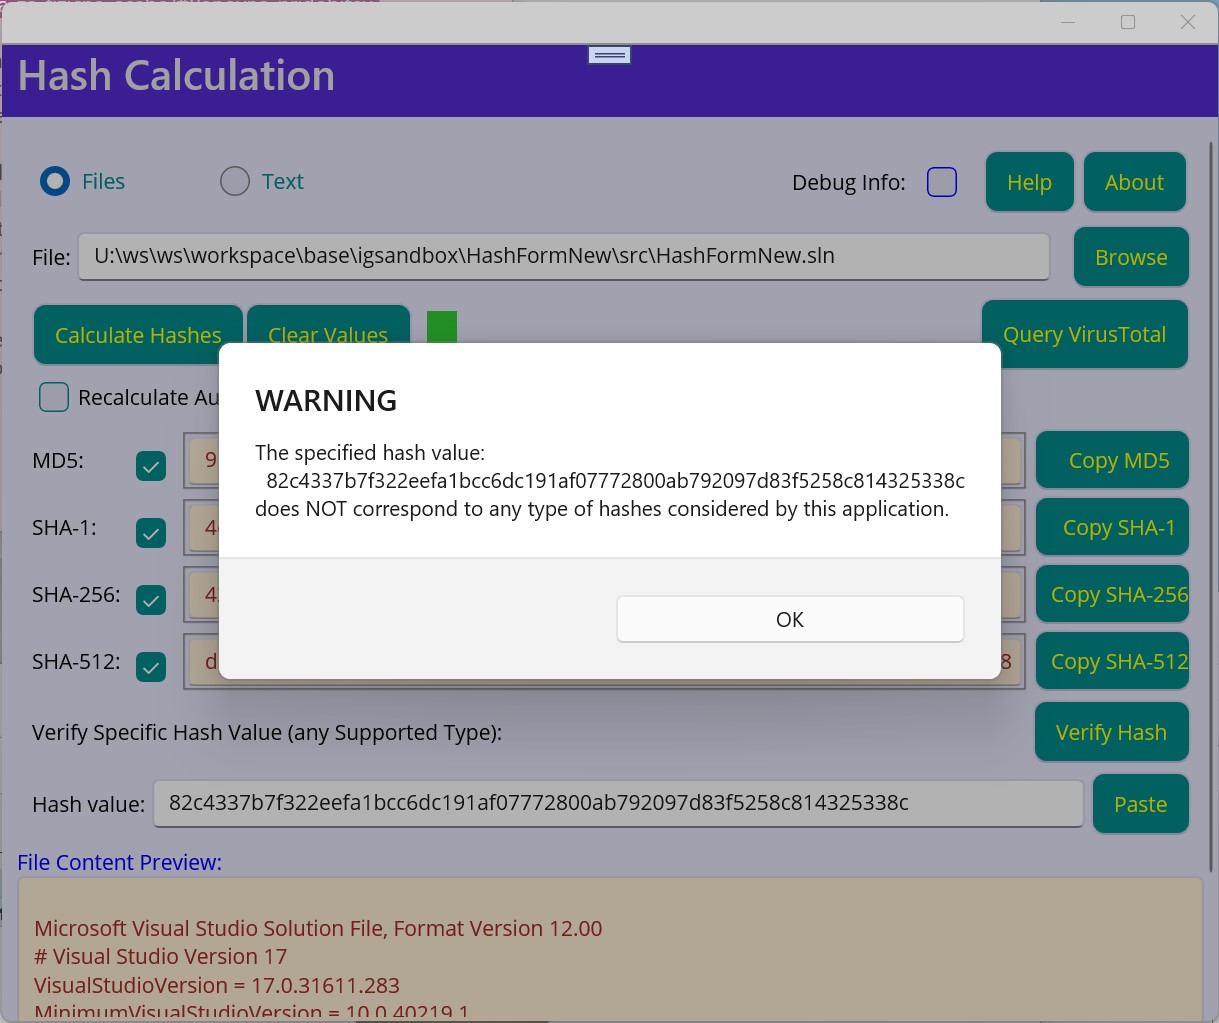 Hash Calculation
Files
Text
Debug Info:
Help
About
File:
U:\ws\ws\workspace\base\igsandbox\HashFormNew\src\HashFormNew.sln
Browse
Calculate Hashes
Clear Values
Query VirusTotal
Recalculate Au
WARNING
The specified hash value:
82c4337b7f322eefa1bcc6dc191af07772800ab792097d83f5258c814325338c
does NOT correspond to any type of hashes considered by this application.
OK
MD5:
9
Copy MD5
SHA-1:
4
Copy SHA-1
SHA-256:
4
Copy SHA-256
SHA-512:
d
8
Copy SHA-512
Verify Specific Hash Value (any Supported Type):
Verify Hash
Hash value:
82c4337b7f322eefa1bcc6dc191af07772800ab792097d83f5258c814325338c
Paste
File Content Preview:
Microsoft Visual Studio Solution File, Format Version 12.00
# Visual Studio Version 17
VisualStudioVersion = 17.0.31611.283
MinimumVisualStudioVersion = 10.0.40219.1